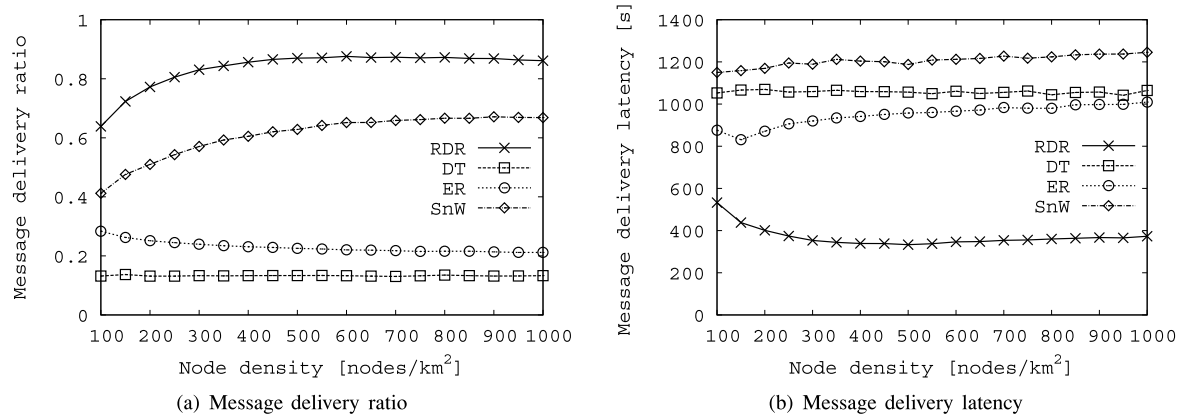 Message delivery ratio
1
0.8
0.6
0.4
0.2
0
100 200 300 400 500 600 700 800 900 1000
Node density [nodes/km²]
RDR
DT
ER
SnW
(a) Message delivery ratio
Message delivery latency [s]
1400
1200
1000
800
600
400
200
0
100 200 300 400 500 600 700 800 900 1000
Node density [nodes/km²]
RDR
DT
ER
SnW
(b) Message delivery latency